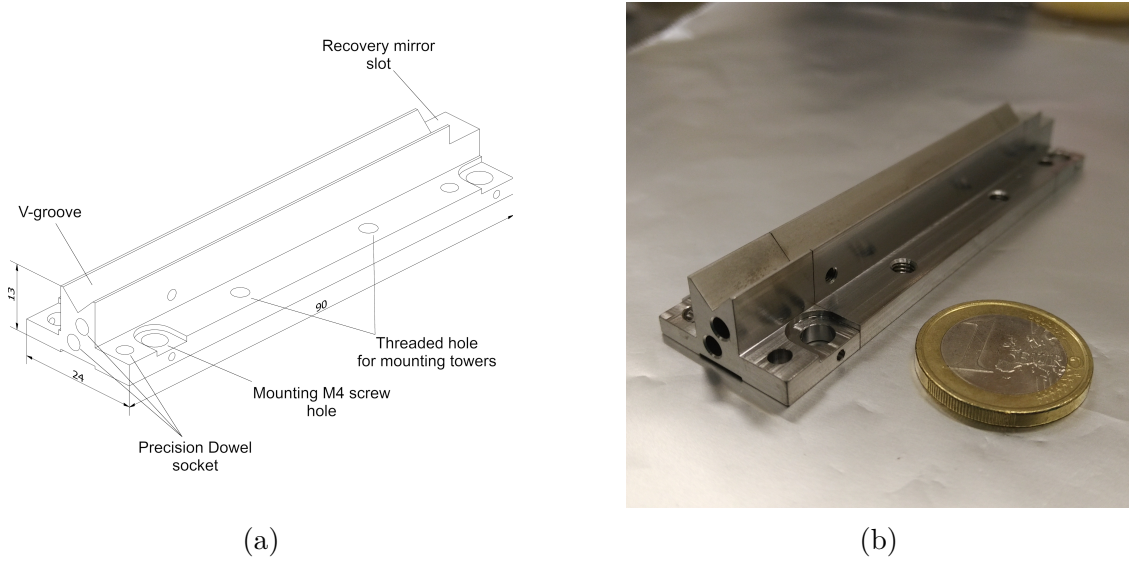 Recovery mirror
slot
V-groove
13
90
24
Threaded hole
for mounting towers
Mounting M4 screw
hole
Precision Dowel
socket
1
(a)
(b)